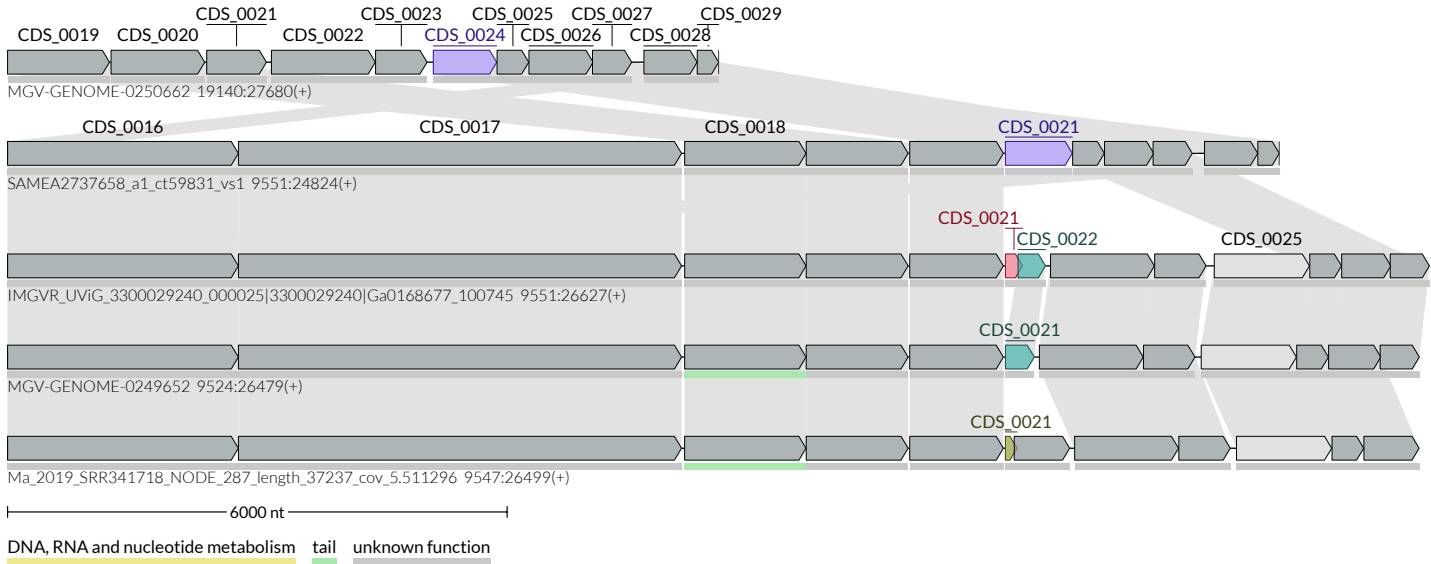 CDS_0021 CDS_0023 CDS_0025 CDS_0027 CDS_0029
CDS_0019 CDS_0020 CDS_0022 CDS_0024 CDS_0026 CDS_0028
MGV-GENOME-0250662 19140:27680(+)
CDS_0016 CDS_0017 CDS_0018 CDS_0021
SAMEA2737658_a1_ct59831_vs1 9551:24824(+)
CDS_0021
CDS_0022 CDS_0025
IMGVR_UViG_3300029240_000025|3300029240|Ga0168677_100745 9551:26627(+)
CDS_0021
MGV-GENOME-0249652 9524:26479(+)
CDS_0021
Ma_2019_SRR341718_NODE_287_length_37237_cov_5.511296 9547:26499(+)
6000 nt
DNA, RNA and nucleotide metabolism tail unknown function